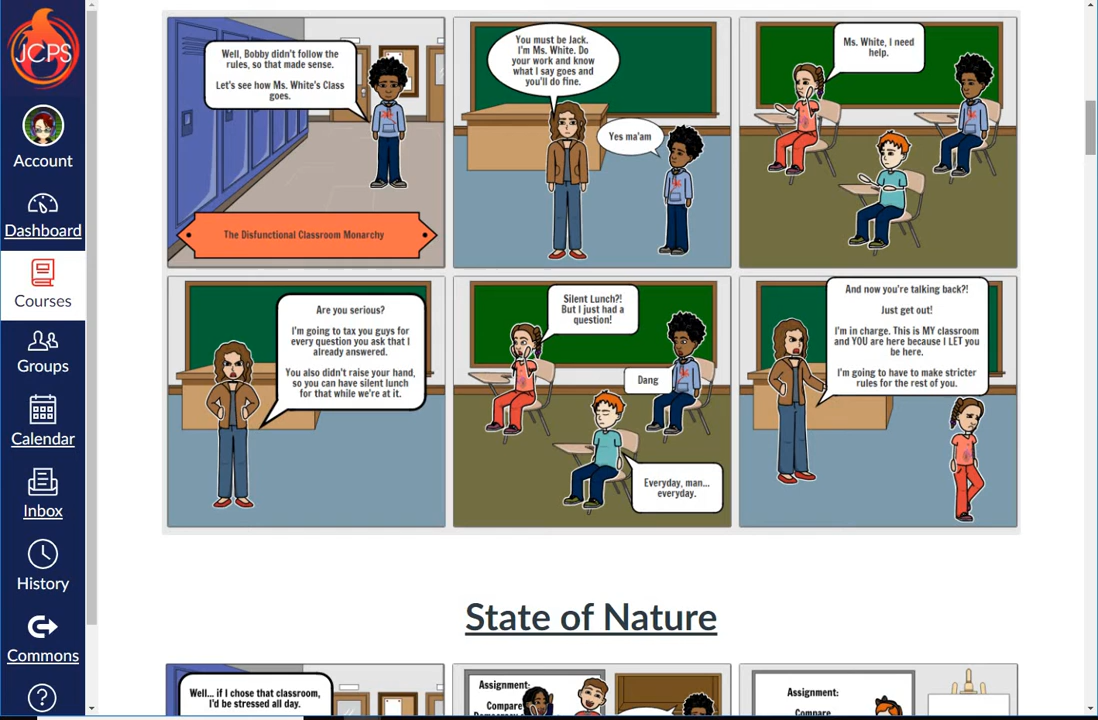 JCPS
Account
Dashboard
Courses
Groups
Calendar
Inbox
History
Commons
Well, Bobby didn't follow the
rules, so that made sense.
Let's see how Ms. White's Class
goes.
The Disfunctional Classroom Monarchy
You must be Jack.
I'm Ms. White. Do
your work and know
what I say goes and
you'll do fine.
Yes ma'am
Ms. White, I need
help.
Are you serious?
I'm going to tax you guys for
every question you ask that I
already answered.
You also didn't raise your hand,
so you can have silent lunch
for that while we're at it.
Silent Lunch?!
But I just had a
question!
Dang
Everyday, man...
everyday.
And now you're talking back?!
Just get out!
I'm in charge. This is MY classroom
and YOU are here because I LET you
be here.
I'm going to have to make stricter
rules for the rest of you.
State of Nature
Well... if I chose that classroom,
I'd be stressed all day.
Assignment:
Compare
Assignment:
Compare